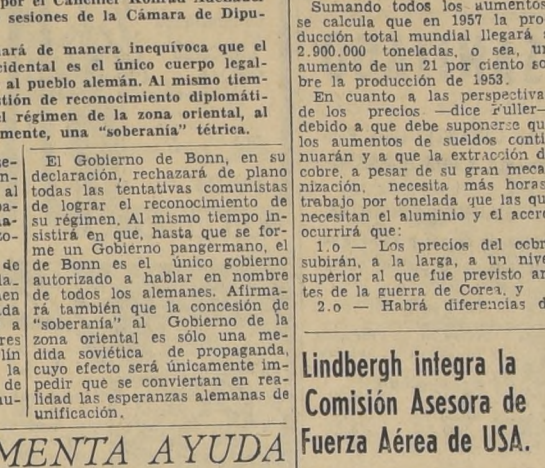 por el Canciller Konrad
sesiones de la Cámara de Dipu-
ará de manera inequívoca que el
cidental es el único cuerpo legal-
al pueblo alemán. Al mismo tiem-
tión de reconocimiento diplomáti-
el régimen de la zona oriental, al
mente, una "soberanía" tétrica.
El Gobierno de Bonn, en su
declaración, rechazará de plano
todas las tentativas comunistas
de lograr el reconocimiento de
su régimen. Al mismo tiempo in-
sistirá en que, hasta que se for-
me un Gobierno pangermano, el
de Bonn es el único gobierno
autorizado a hablar en nombre
de todos los alemanes. Afirma-
rá también que la concesión de
"soberanía" al Gobierno de la
zona oriental es sólo una me-
dida soviética de propaganda,
cuyo efecto será únicamente im-
pedir que se conviertan en rea-
lidad las esperanzas alemanas de
unificación.
MENTA AYUDA
Sumando todos los aumentos
se calcula que en 1957 la pro
ducción total mundial llegará
2.900.000 toneladas, o sea, un
aumento de un 21 por ciento so
bre la producción de 1953.
En cuanto a las perspectiva
de los precios —dice Fuller—
debido a que debe suponerse qu
los aumentos de sueldos conti
nuarán y a que la extracción d
cobre, a pesar de su gran meca
nización, necesita más horas
trabajo por tonelada que las qu
necesitan el aluminio y el acero
ocurrirá que:
1.o — Los precios del cobr
subirán, a la larga, a un nive
superior al que fue previsto an
tes de la guerra de Corea, y
2.o — Habrá diferencias d
Lindbergh integra la
Comisión Asesora de
Fuerza Aérea de USA.